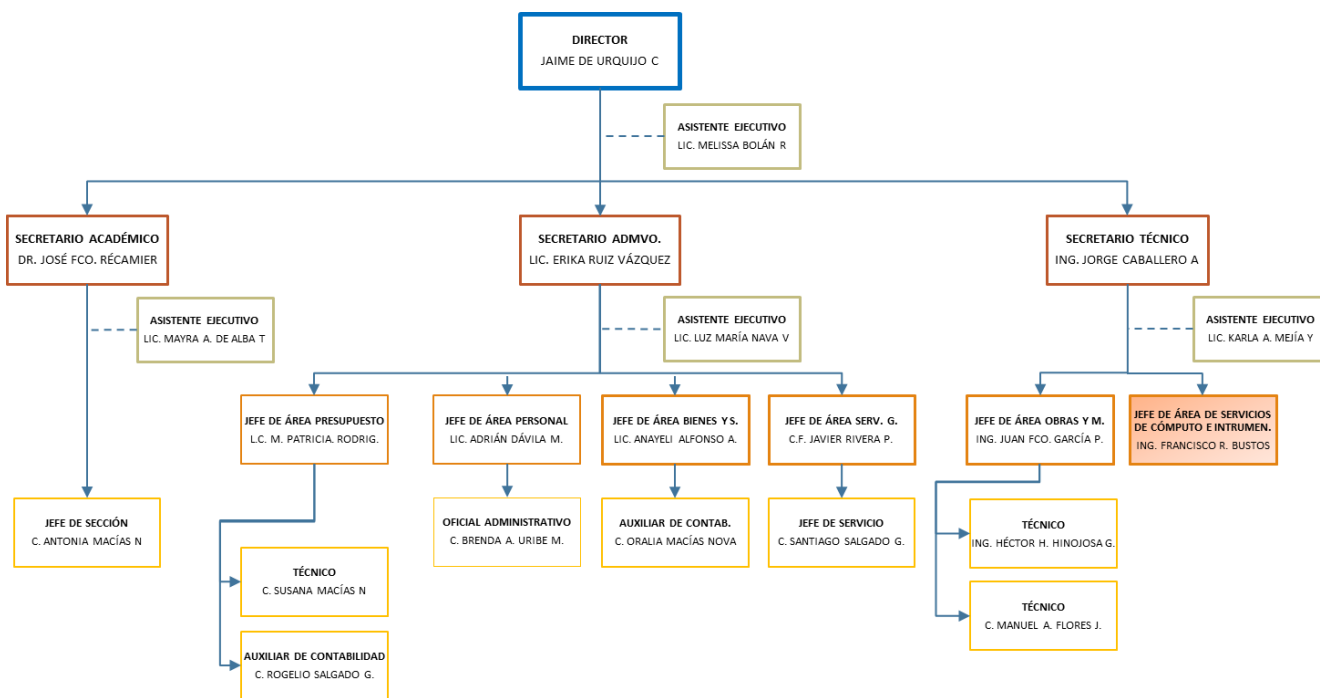 DIRECTOR
JAIME DE URQUIJO C
ASISTENTE EJECUTIVO
LIC. MELISSA BOLÁN R
SECRETARIO ACADÉMICO
DR. JOSÉ FCO. RÉCAMIER
SECRETARIO ADMVO.
LIC. ERIKA RUIZ VÁZQUEZ
SECRETARIO TÉCNICO
ING. JORGE CABALLERO A
ASISTENTE EJECUTIVO
LIC. MAYRA A. DE ALBA T
ASISTENTE EJECUTIVO
LIC. LUZ MARÍA NAVA V
ASISTENTE EJECUTIVO
LIC. KARLA A. MEJÍA Y
JEFE DE ÁREA PRESUPUESTO
L.C. M. PATRICIA. RODRIG.
JEFE DE ÁREA PERSONAL
LIC. ADRIÁN DÁVILA M.
JEFE DE ÁREA BIENES Y S.
LIC. ANAYELI ALFONSO A.
JEFE DE ÁREA SERV. G.
C.F. JAVIER RIVERA P.
JEFE DE ÁREA OBRAS Y M.
ING. JUAN FCO. GARCÍA P.
JEFE DE ÁREA DE SERVICIOS
DE CÓMPUTO E INTRUMEN.
ING. FRANCISCO R. BUSTOS
JEFE DE SECCIÓN
C. ANTONIA MACÍAS N
OFICIAL ADMINISTRATIVO
C. BRENDA A. URIBE M.
AUXILIAR DE CONTAB.
C. ORALIA MACÍAS NOVA
JEFE DE SERVICIO
C. SANTIAGO SALGADO G.
TÉCNICO
ING. HÉCTOR H. HINOJOSA G.
TÉCNICO
C. SUSANA MACÍAS N
TÉCNICO
C. MANUEL A. FLORES J.
AUXILIAR DE CONTABILIDAD
C. ROGELIO SALGADO G.